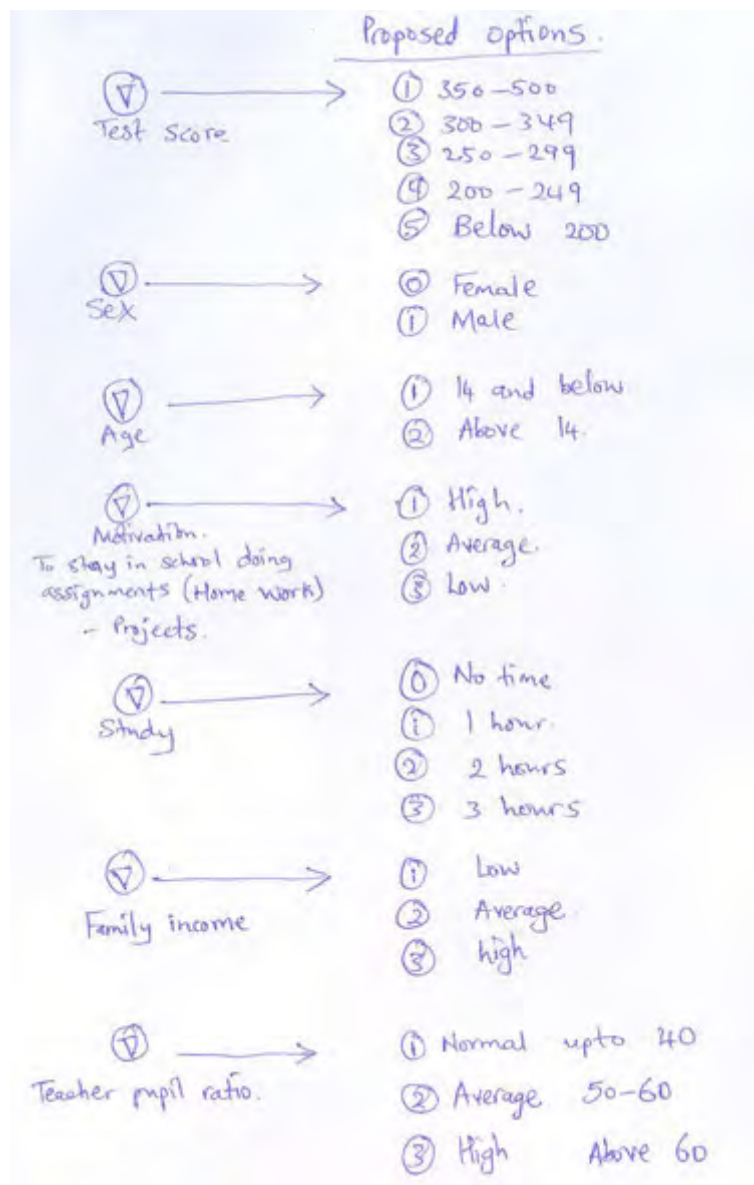 Proposed options.
① 350-500
Test score
② 300-349
③ 250-299
④ 200-249
⑤ Below 200
⓪ Female
Sex
① Male
① 14 and below
Age
② Above 14.
① High.
Motivation.
② Average.
To stay in school doing
assignments (Home work)
③ Low.
- Projects.
⓪ No time
Study
① 1 hour.
② 2 hours
③ 3 hours
① Low
Family income
② Average.
③ high
① Normal upto 40
Teacher pupil ratio.
② Average 50-60
③ High Above 60